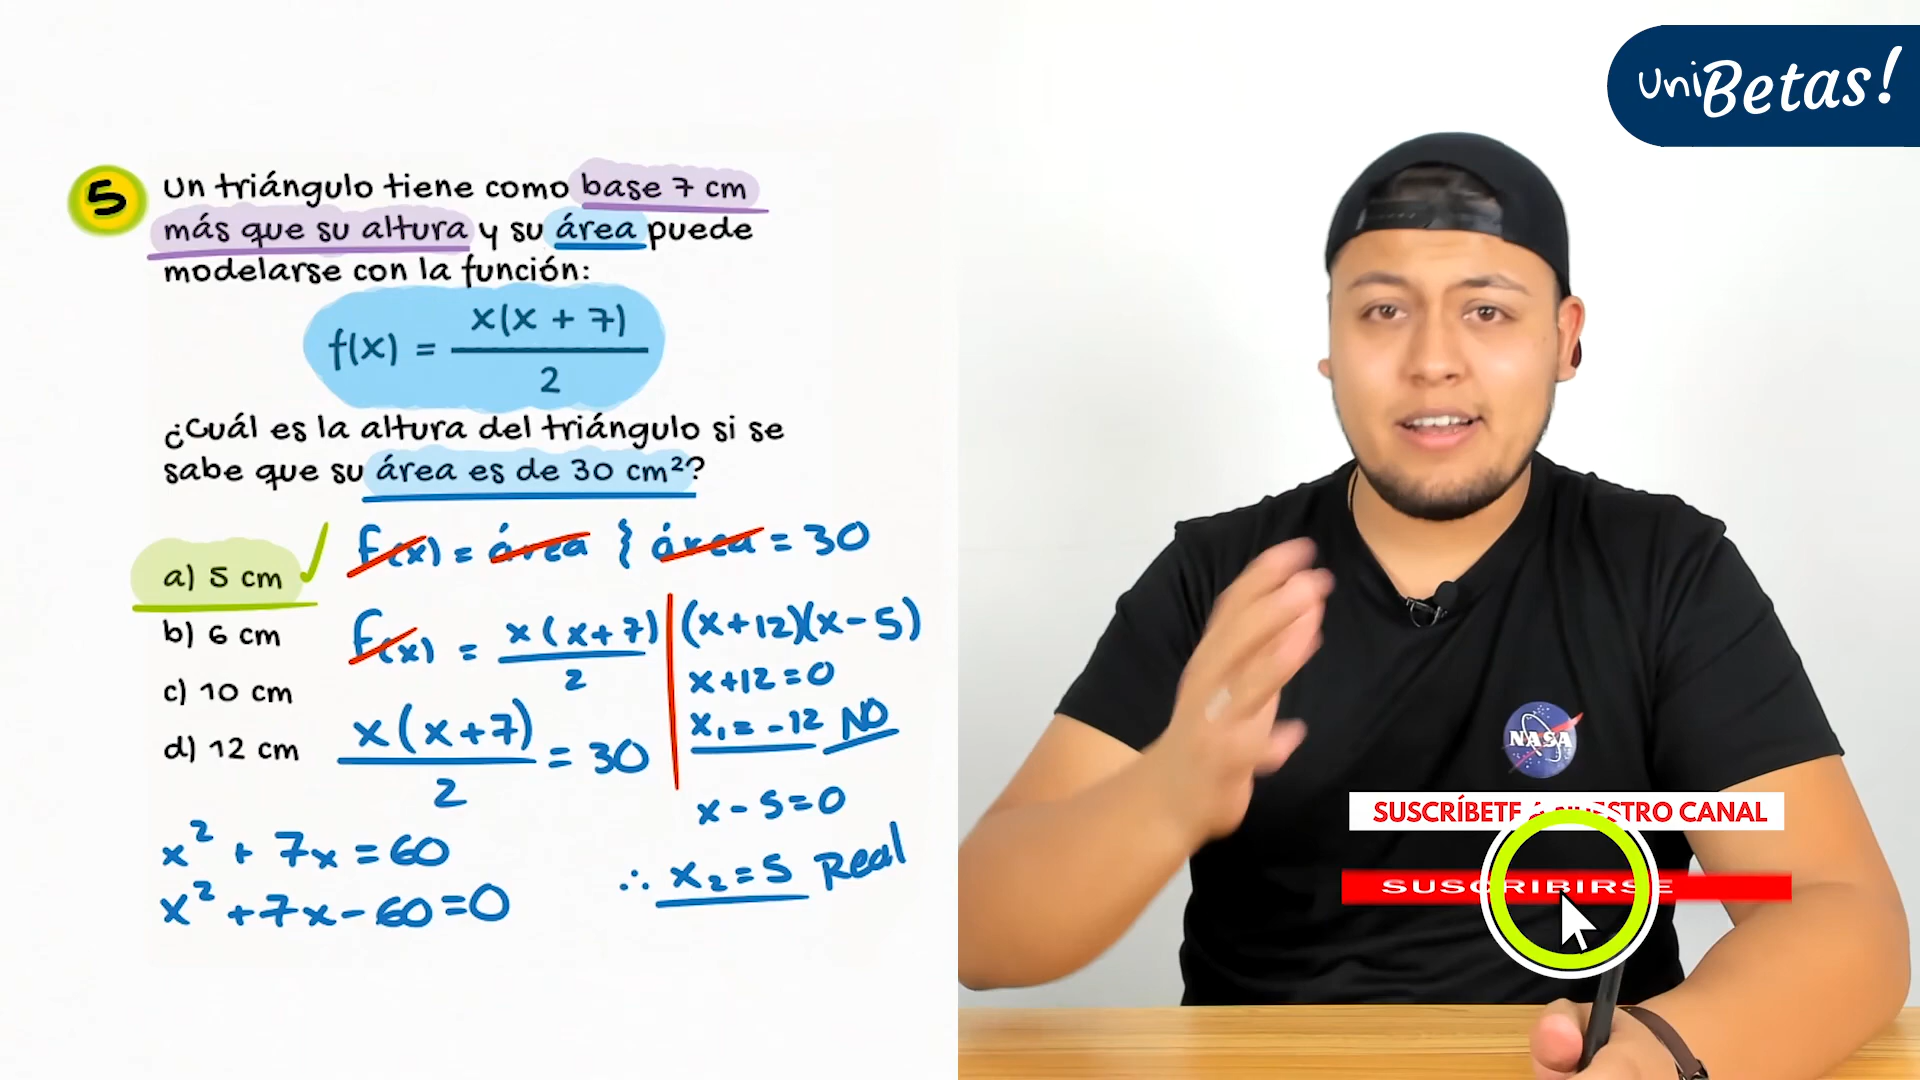 UniBetas!
5
Un triángulo tiene como base 7 cm
más que su altura y su área puede
modelarse con la función:
f(x) = x(x + 7) / 2
¿Cuál es la altura del triángulo si se
sabe que su área es de 30 cm²?
a) 5 cm ✓
b) 6 cm
c) 10 cm
d) 12 cm
f(x) = área } área = 30
f(x) = x(x+7) / 2
x(x+7) / 2 = 30
x² + 7x = 60
x² + 7x - 60 = 0
(x+12)(x-5)
x+12=0
x₁ = -12 NO
x - 5 = 0
∴ x₂ = 5 Real
NASA
SUSCRÍBETE A NUESTRO CANAL
SUSCRIBIRSE